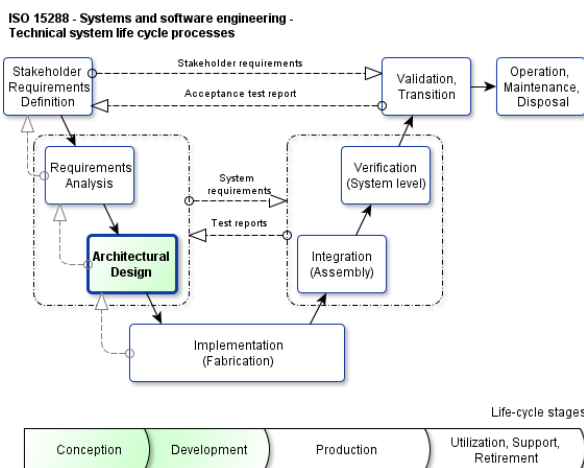 ISO 15288 - Systems and software engineering -
Technical system life cycle processes
Stakeholder
Requirements
Definition
Stakeholder requirements
Acceptance test report
Validation,
Transition
Operation,
Maintenance,
Disposal
Requirements
Analysis
System
requirements
Test reports
Verification
(System level)
Architectural
Design
Integration
(Assembly)
Implementation
(Fabrication)
Life-cycle stages
Conception
Development
Production
Utilization, Support,
Retirement